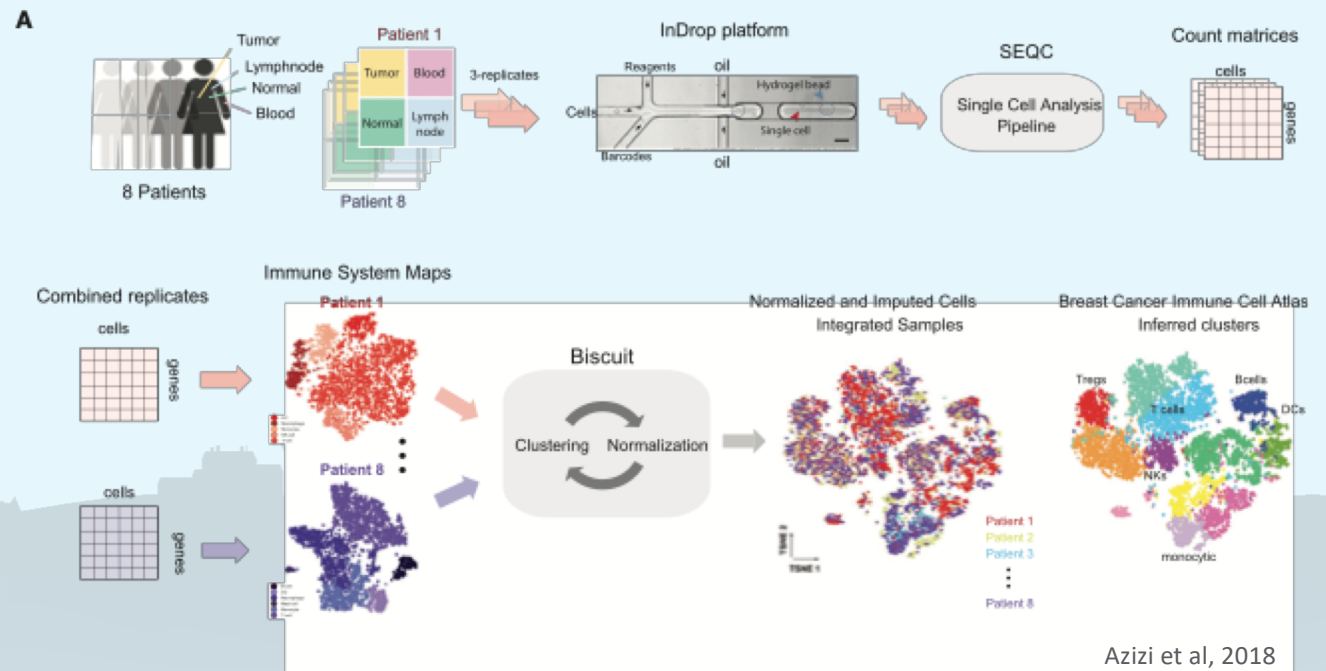 A
Tumor
Lymphnode
Normal
Blood
8 Patients
Patient 1
Tumor
Blood
Normal
Lymph
node
Patient 8
3-replicates
InDrop platform
Reagents
oil
Hydrogel bead
Cells
Single cell
Barcodes
oil
SEQC
Single Cell Analysis
Pipeline
Count matrices
cells
genes
Combined replicates
cells
genes
cells
genes
Immune System Maps
Patient 1
Patient 8
Biscuit
Clustering
Normalization
Normalized and Imputed Cells
Integrated Samples
TSNE 2
TSNE 1
Patient 1
Patient 2
Patient 3
Patient 8
Breast Cancer Immune Cell Atlas
Inferred clusters
Tregs
T cells
Bcells
DCs
NKs
monocytic
Azizi et al, 2018